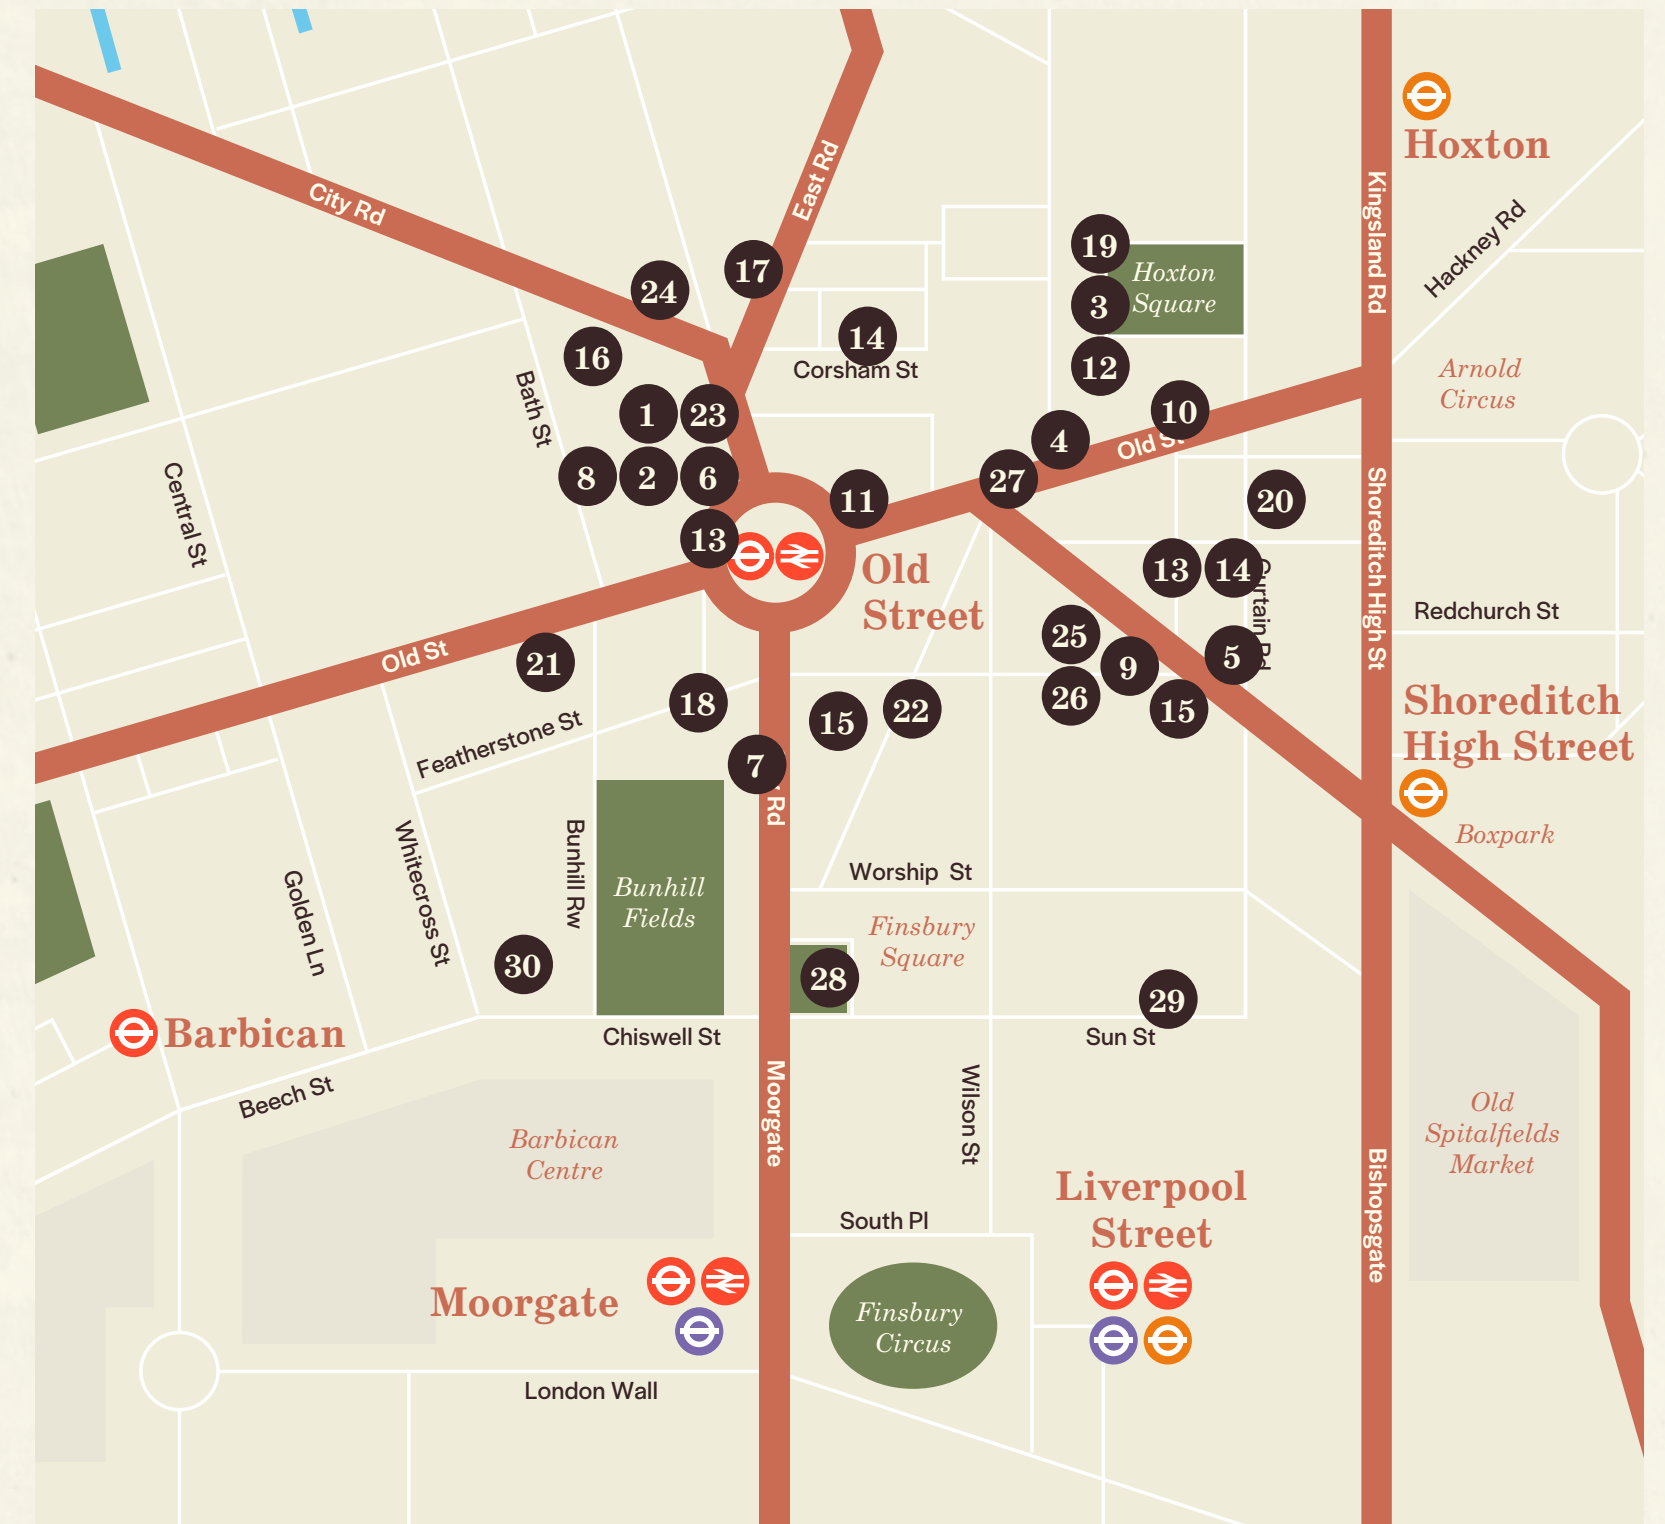 Hoxton
City Rd
East Rd
Kingsland Rd
Hackney Rd
19
Hoxton
Square
17
24
3
14
Corsham St
16
12
Arnold
Circus
Bath St
1
23
10
4
Old St
8
2
6
27
11
20
Central St
Shoreditch High St
13
Old
Street
13
14
Curtain Rd
Redchurch St
25
Old St
21
9
5
26
18
15
22
15
Shoreditch
High Street
Featherstone St
7
Rd
Boxpark
Whitecross St
Bunhill Rw
Golden Ln
Worship St
Bunhill
Fields
Finsbury
Square
30
28
29
Barbican
Chiswell St
Sun St
Beech St
Moorgate
Wilson St
Old
Spitalfields
Market
Barbican
Centre
Bishopsgate
Liverpool
Street
South Pl
Moorgate
Finsbury
Circus
London Wall